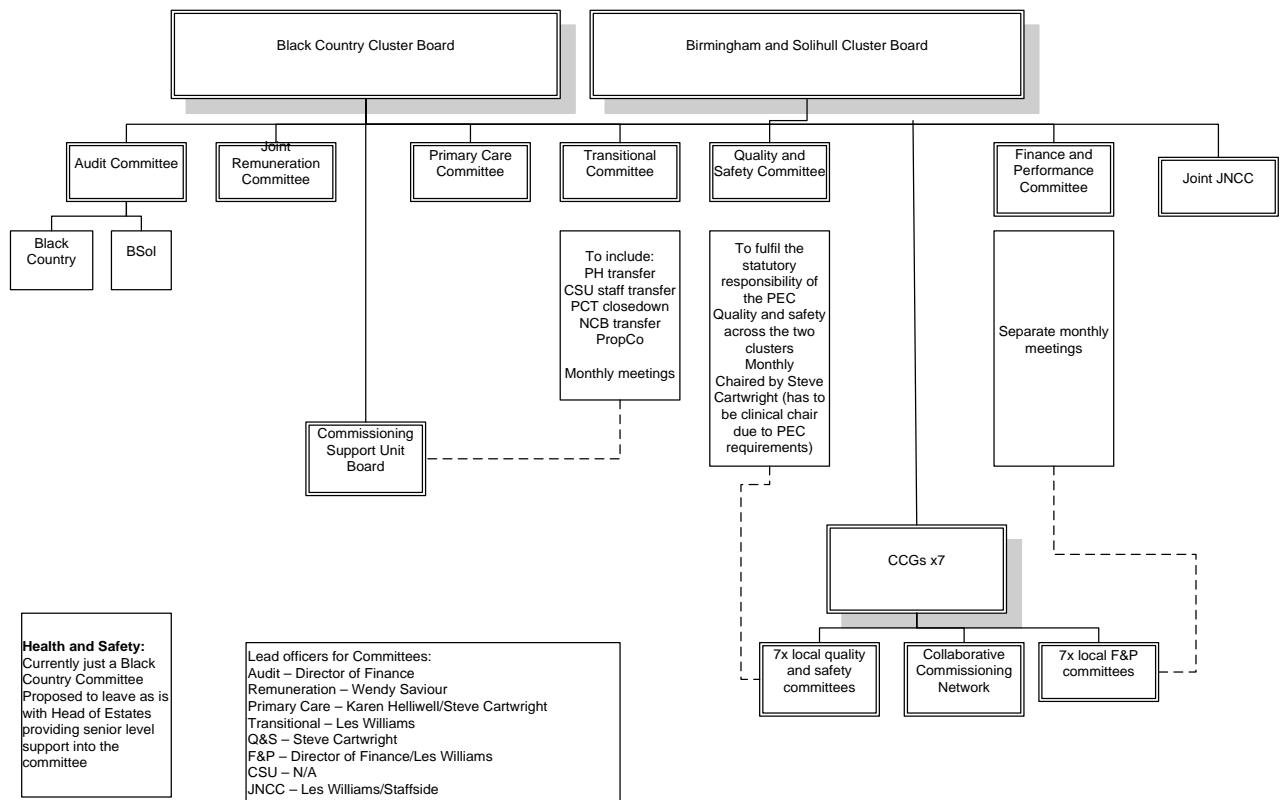 Black Country Cluster Board
Birmingham and Solihull Cluster Board
Audit Committee
Joint
Remuneration
Committee
Primary Care
Committee
Transitional
Committee
Quality and
Safety Committee
Finance and
Performance
Committee
Joint JNCC
Black
Country
BSol
To include:
PH transfer
CSU staff transfer
PCT closedown
NCB transfer
PropCo
Monthly meetings
To fulfil the
statutory
responsibility of
the PEC
Quality and safety
across the two
clusters
Monthly
Chaired by Steve
Cartwright (has to
be clinical chair
due to PEC
requirements)
Separate monthly
meetings
Commissioning
Support Unit
Board
CCGs x7
7x local quality
and safety
committees
Collaborative
Commissioning
Network
7x local F&P
committees
Health and Safety:
Currently just a Black
Country Committee
Proposed to leave as is
with Head of Estates
providing senior level
support into the
committee
Lead officers for Committees:
Audit – Director of Finance
Remuneration – Wendy Saviour
Primary Care – Karen Helliwell/Steve Cartwright
Transitional – Les Williams
Q&S – Steve Cartwright
F&P – Director of Finance/Les Williams
CSU – N/A
JNCC – Les Williams/Staffside